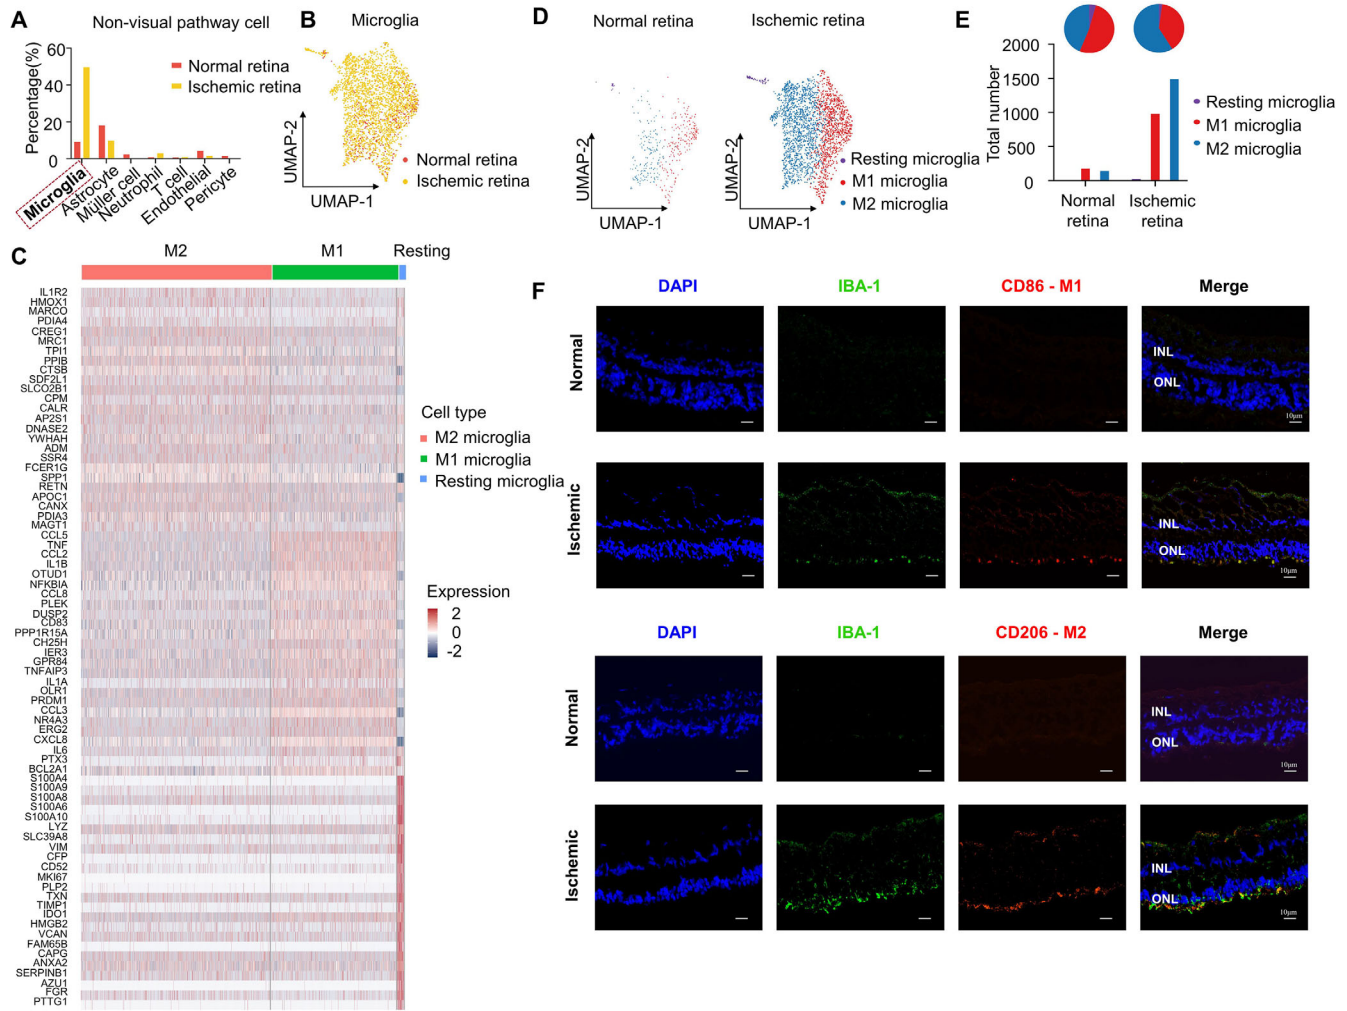 A
Non-visual pathway cell
Percentage(%)
60
40
20
0
Normal retina
Ischemic retina
Microglia
Astrocyte
Müller cell
Neutrophil
T cell
Endothelial
Pericyte
B
Microglia
UMAP-2
UMAP-1
Normal retina
Ischemic retina
D
Normal retina
Ischemic retina
UMAP-2
UMAP-1
UMAP-2
UMAP-1
Resting microglia
M1 microglia
M2 microglia
E
Total number
2000
1500
1000
500
0
Normal
retina
Ischemic
retina
Resting microglia
M1 microglia
M2 microglia
C
M2
M1
Resting
IL1R2
HMOX1
MARCO
PDIA4
CREG1
MRC1
TPI1
PPIB
CTSB
SDF2L1
SLCO2B1
CPM
CALR
AP2S1
DNASE2
YWHAH
ADM
SSR4
FCER1G
SPP1
RETN
APOC1
CANX
PDIA3
MAGT1
CCL5
TNF
CCL2
IL1B
OTUD1
NFKBIA
CCL8
PLEK
DUSP2
CD83
PPP1R15A
CH25H
IER3
GPR84
TNFAIP3
IL1A
OLR1
PRDM1
CCL3
NR4A3
ERG2
CXCL8
IL6
PTX3
BCL2A1
S100A4
S100A9
S100A8
S100A6
S100A10
LYZ
SLC39A8
VIM
CFP
CD52
MKI67
PLP2
TXN
TIMP1
IDO1
HMGB2
VCAN
FAM65B
CAPG
ANXA2
SERPINB1
AZU1
FGR
PTTG1
Cell type
M2 microglia
M1 microglia
Resting microglia
Expression
2
0
-2
F
DAPI
IBA-1
CD86 - M1
Merge
Normal
INL
ONL
10μm
Ischemic
INL
ONL
10μm
DAPI
IBA-1
CD206 - M2
Merge
Normal
INL
ONL
10μm
Ischemic
INL
ONL
10μm